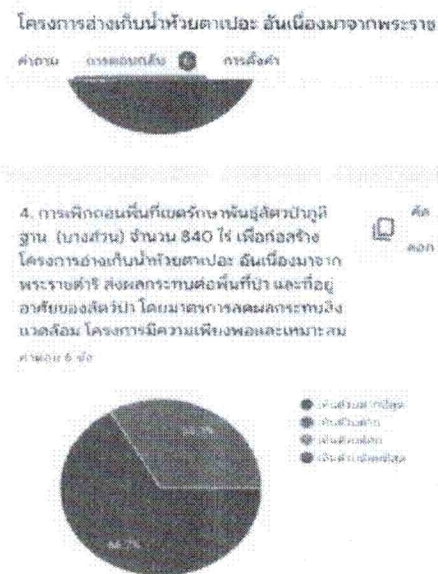 โครงการอ่างเก็บน้ำห้วยตาเปอะ อันเนื่องมาจากพระราช
คำถาม การตอบกลับ 6 การตั้งค่า
4. การเพิกถอนพื้นที่เขตรักษาพันธุ์สัตว์ป่าภูสี
ฐาน (บางส่วน) จำนวน 840 ไร่ เพื่อก่อสร้าง
โครงการอ่างเก็บน้ำห้วยตาเปอะ อันเนื่องมาจาก
พระราชดำริ ส่งผลกระทบต่อพื้นที่ป่า และที่อยู่
อาศัยของสัตว์ป่า โดยมาตรการลดผลกระทบสิ่ง
แวดล้อม โครงการมีความเพียงพอและเหมาะสม
คัด
ลอก
คำตอบ 6 ข้อ
เห็นด้วยมากที่สุด
เห็นด้วยมาก
เห็นด้วยน้อย
เห็นด้วยน้อยที่สุด
33.3%
66.7%